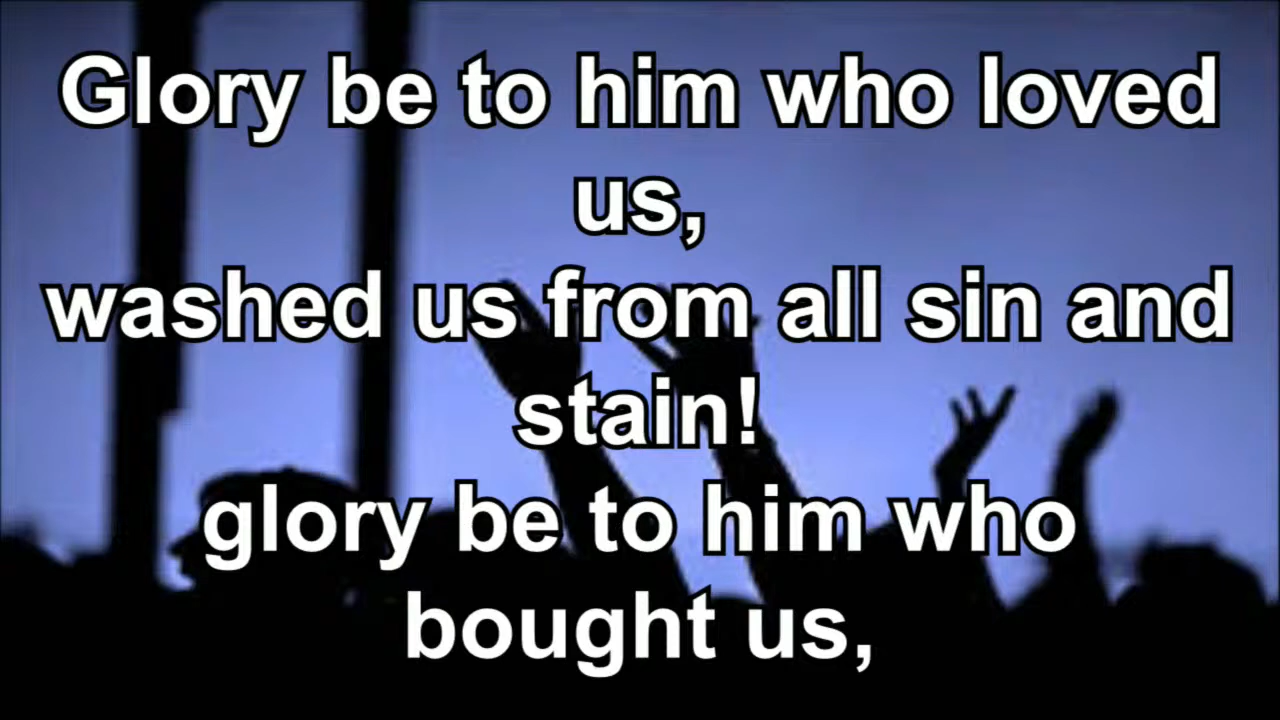 Glory be to him who loved
us,
washed us from all sin and
stain!
glory be to him who
bought us,